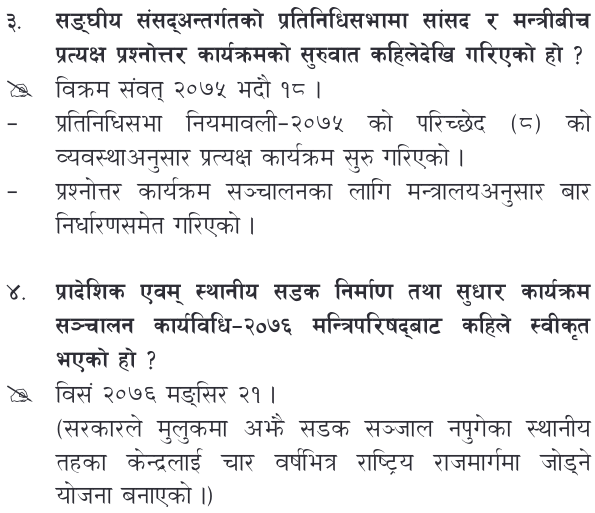 ३. सङ्घीय संसद्अन्तर्गतको प्रतिनिधिसभामा सांसद र मन्त्रीबीच
प्रत्यक्ष प्रश्नोत्तर कार्यक्रमको सुरुवात कहिलेदेखि गरिएको हो ?
विक्रम संवत् २०७५ भदौ १८ ।
– प्रतिनिधिसभा नियमावली–२०७५ को परिच्छेद (८) को
व्यवस्थाअनुसार प्रत्यक्ष कार्यक्रम सुरु गरिएको ।
– प्रश्नोत्तर कार्यक्रम सञ्चालनका लागि मन्त्रालयअनुसार बार
निर्धारणसमेत गरिएको ।
४. प्रादेशिक एवम् स्थानीय सडक निर्माण तथा सुधार कार्यक्रम
सञ्चालन कार्यविधि–२०७६ मन्त्रिपरिषद्बाट कहिले स्वीकृत
भएको हो ?
विसं २०७६ मङ्सिर २१ ।
(सरकारले मुलुकमा अझै सडक सञ्जाल नपुगेका स्थानीय
तहका केन्द्रलाई चार वर्षभित्र राष्ट्रिय राजमार्गमा जोड्ने
योजना बनाएको ।)